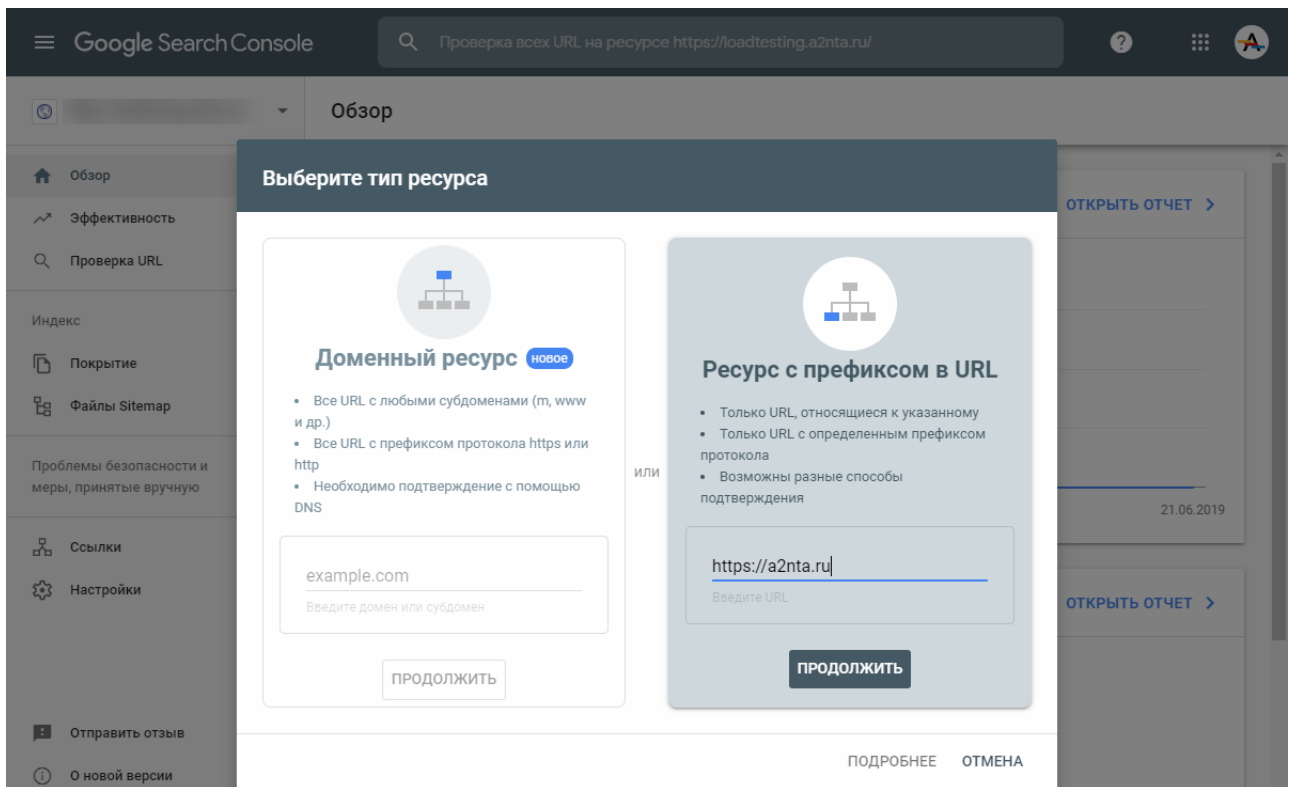 Google Search Console
Проверка всех URL на ресурсе https://loadtesting.a2nta.ru/
Обзор
Обзор
Эффективность
Проверка URL
Индекс
Покрытие
Файлы Sitemap
Проблемы безопасности и
меры, принятые вручную
Ссылки
Настройки
Отправить отзыв
О новой версии
Выберите тип ресурса
Доменный ресурс новое
• Все URL с любыми субдоменами (m, www
и др.)
• Все URL с префиксом протокола https или
http
• Необходимо подтверждение с помощью
DNS
example.com
Введите домен или субдомен
ПРОДОЛЖИТЬ
или
Ресурс с префиксом в URL
• Только URL, относящиеся к указанному
• Только URL с определенным префиксом
протокола
• Возможны разные способы
подтверждения
https://a2nta.ru
Введите URL
ПРОДОЛЖИТЬ
ПОДРОБНЕЕ ОТМЕНА
ОТКРЫТЬ ОТЧЕТ
21.06.2019
ОТКРЫТЬ ОТЧЕТ